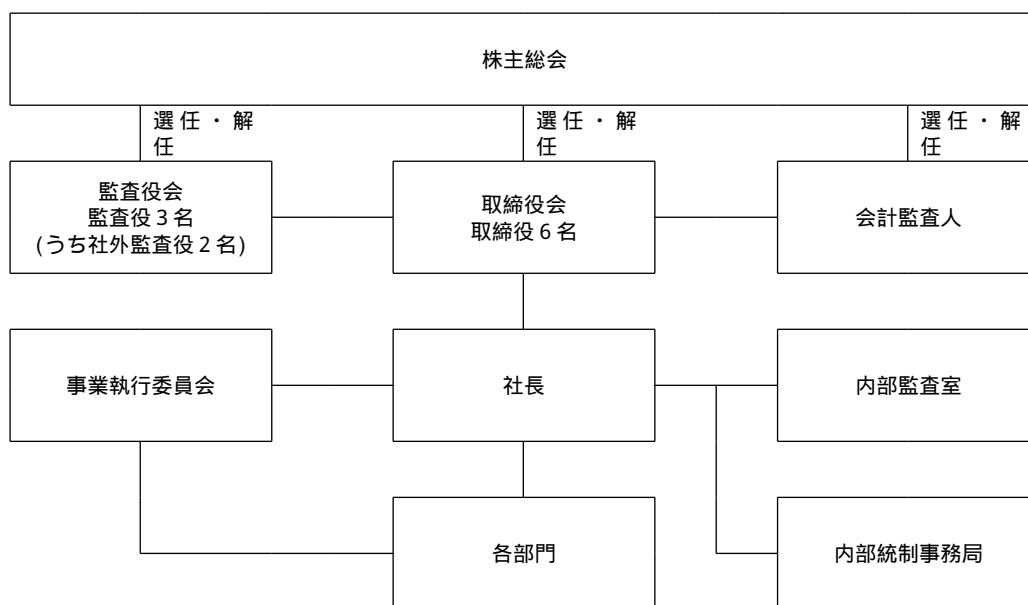 株主総会
選任・解
任
選任・解
任
選任・解
任
監査役会
監査役３名
(うち社外監査役２名)
取締役会
取締役６名
会計監査人
事業執行委員会
社長
内部監査室
各部門
内部統制事務局